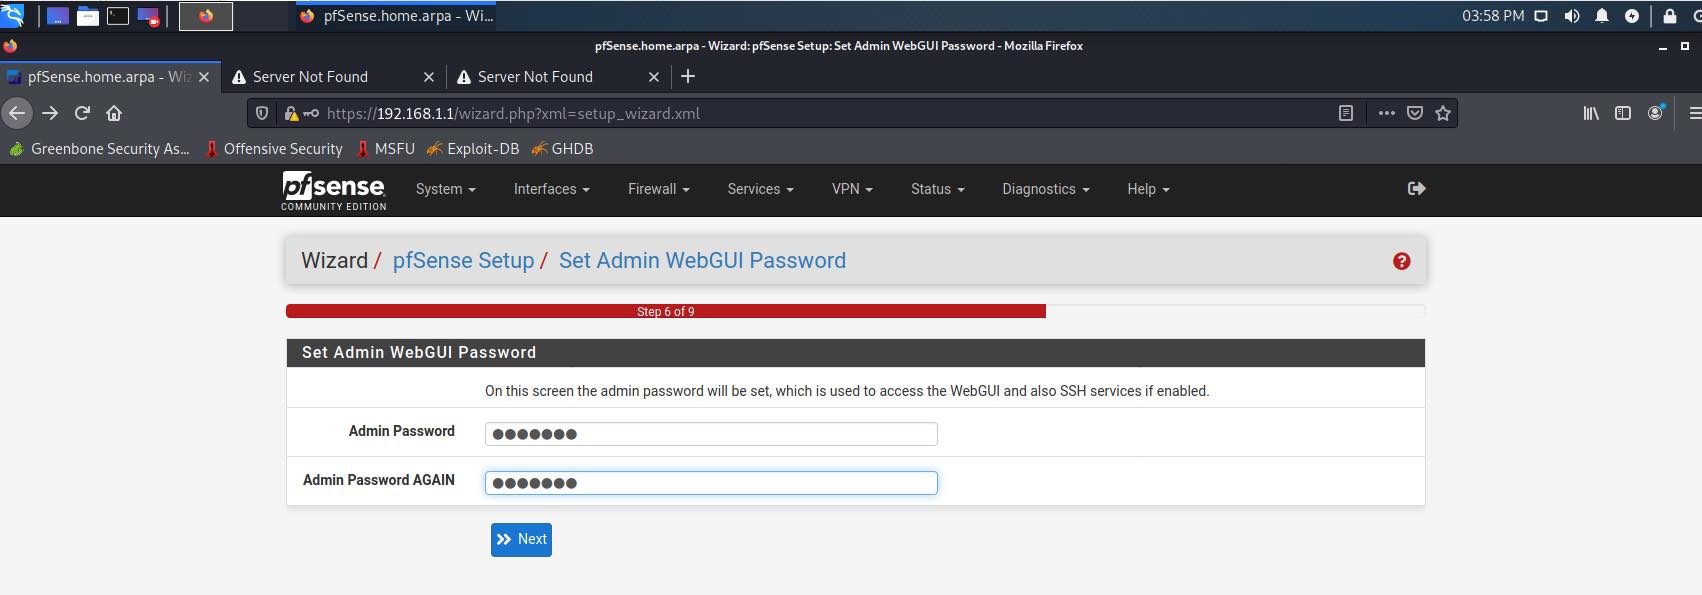 pfSense.home.arpa - Wi...
03:58 PM
pfSense.home.arpa - Wizard: pfSense Setup: Set Admin WebGUI Password - Mozilla Firefox
pfSense.home.arpa - Wiz
Server Not Found
Server Not Found
https://192.168.1.1/wizard.php?xml=setup_wizard.xml
Greenbone Security As... Offensive Security MSFU Exploit-DB GHDB
pfsense
COMMUNITY EDITION
System Interfaces Firewall Services VPN Status Diagnostics Help
Wizard / pfSense Setup / Set Admin WebGUI Password
Step 6 of 9
Set Admin WebGUI Password
On this screen the admin password will be set, which is used to access the WebGUI and also SSH services if enabled.
Admin Password
Admin Password AGAIN
Next